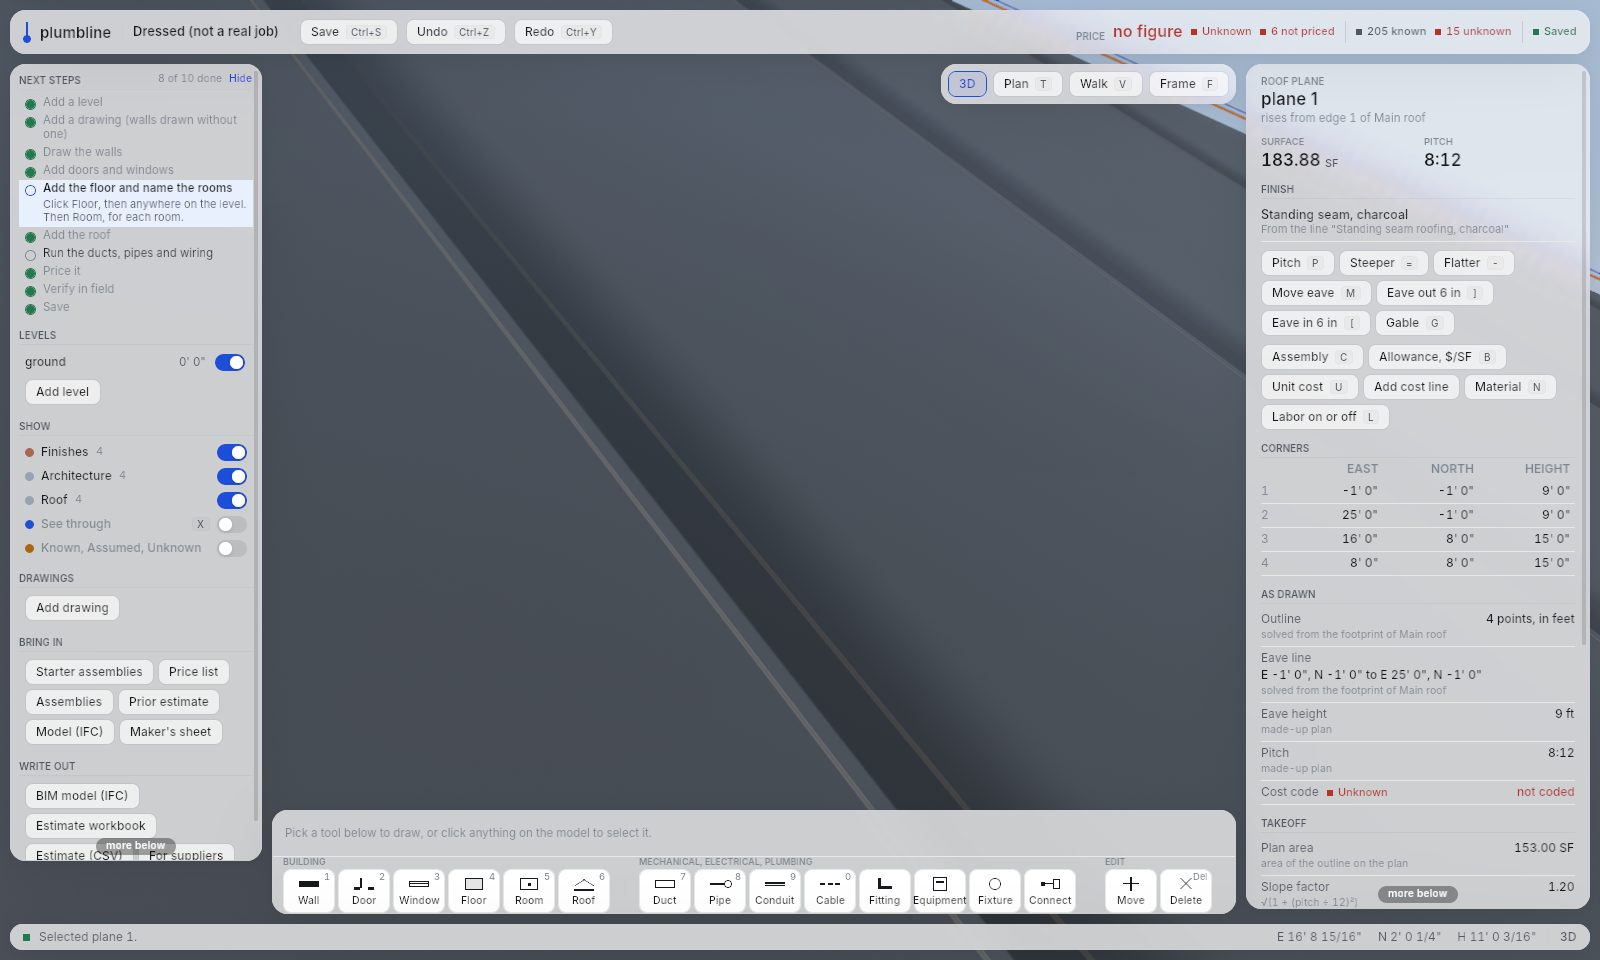 plumbline
Dressed (not a real job)
Save Ctrl+S
Undo Ctrl+Z
Redo Ctrl+Y
PRICE no figure
Unknown
6 not priced
205 known
15 unknown
Saved
NEXT STEPS
8 of 10 done
Hide
Add a level
Add a drawing (walls drawn without
one)
Draw the walls
Add doors and windows
Add the floor and name the rooms
Click Floor, then anywhere on the level.
Then Room, for each room.
Add the roof
Run the ducts, pipes and wiring
Price it
Verify in field
Save
LEVELS
ground 0' 0"
Add level
SHOW
Finishes 4
Architecture 4
Roof 4
See through X
Known, Assumed, Unknown
DRAWINGS
Add drawing
BRING IN
Starter assemblies Price list
Assemblies Prior estimate
Model (IFC) Maker's sheet
WRITE OUT
BIM model (IFC)
Estimate workbook
Estimate (CSV) For suppliers
more below
3D
Plan T
Walk V
Frame F
ROOF PLANE
plane 1
rises from edge 1 of Main roof
SURFACE PITCH
183.88 SF 8:12
FINISH
Standing seam, charcoal
From the line "Standing seam roofing, charcoal"
Pitch P Steeper = Flatter -
Move eave M Eave out 6 in ]
Eave in 6 in [ Gable G
Assembly C Allowance, $/SF B
Unit cost U Add cost line Material N
Labor on or off L
CORNERS
EAST NORTH HEIGHT
1 -1' 0" -1' 0" 9' 0"
2 25' 0" -1' 0" 9' 0"
3 16' 0" 8' 0" 15' 0"
4 8' 0" 8' 0" 15' 0"
AS DRAWN
Outline 4 points, in feet
solved from the footprint of Main roof
Eave line
E -1' 0", N -1' 0" to E 25' 0", N -1' 0"
solved from the footprint of Main roof
Eave height 9 ft
made-up plan
Pitch 8:12
made-up plan
Cost code Unknown not coded
TAKEOFF
Plan area 153.00 SF
area of the outline on the plan
Slope factor 1.20
√(1 + (pitch ÷ 12)²)
more below
Pick a tool below to draw, or click anything on the model to select it.
BUILDING
Wall 1
Door 2
Window 3
Floor 4
Room 5
Roof 6
MECHANICAL, ELECTRICAL, PLUMBING
Duct 7
Pipe 8
Conduit 9
Cable 0
Fitting
Equipment
Fixture
Connect
EDIT
Move
Delete Del
Selected plane 1.
E 16' 8 15/16" N 2' 0 1/4" H 11' 0 3/16" 3D